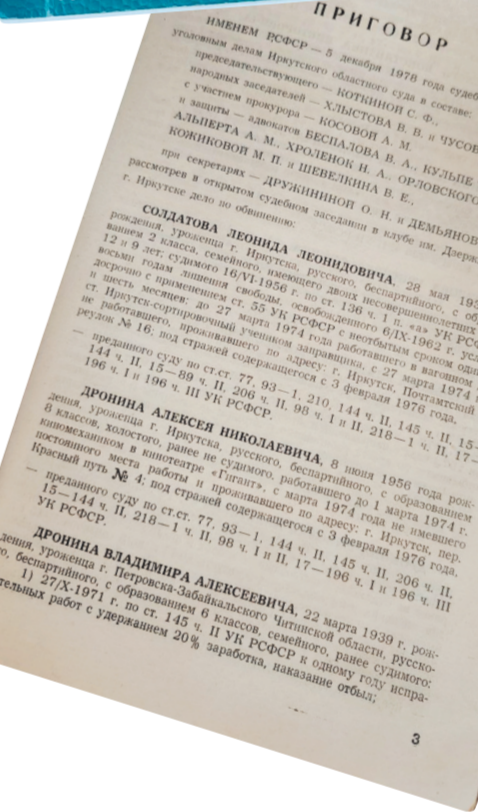 ПРИГОВОР
ИМЕНЕМ РСФСР — 5 декабря 1978 года судеб
уголовным делам Иркутского областного суда в составе:
председательствующего — КОТКИНОЙ С. Ф.,
народных заседателей — ХЛЫСТОВА В. В. и ЧУСОВ
с участием прокурора — КОСОВОЙ А. М.
и защиты — адвокатов БЕСПАЛОВА В. А., КУЛЬПЕ
АЛЬПЕРТА А. М., ХРОЛЕНОК И. А., ОРЛОВСКОГО
КОЖИКОВОЙ М. П. и ШЕВЕЛКИНА В. Е.,
при секретарях — ДРУЖИНИНОЙ О. Н. и ДЕМЬЯНОВ
рассмотрев в открытом судебном заседании в клубе им. Дзерж
г. Иркутске дело по обвинению:
СОЛДАТОВА ЛЕОНИДА ЛЕОНИДОВИЧА, 28 мая 193
рождения, уроженца г. Иркутска, русского, беспартийного, с об
ванием 2 класса, семейного, имеющего двоих несовершеннолетних
12 и 9 лет, судимого 16/VI-1956 г. по ст. 136 ч. 1 п. «а» УК РСФ
восьми годам лишения свободы, освобожденного 6/IX-1962 г. усл
досрочно с применением ст. 55 УК РСФСР с неотбытым сроком один
и шесть месяцев; до 27 марта 1974 года работавшего в вагонном
ст. Иркутск-сортировочный учеником заправщика, с 27 марта 1974
не работавшего, проживавшего по адресу: г. Иркутск, Почтамтский
реулок № 16; под стражей содержащегося с 3 февраля 1976 года,
— преданного суду по ст.ст. 77, 93—1, 210, 144 ч. II, 145 ч. II, 15—
144 ч. II, 15—89 ч. II, 206 ч. II, 98 ч. I и II, 218—1 ч. II, 17—
196 ч. I и 196 ч. III УК РСФСР.
ДРОНИНА АЛЕКСЕЯ НИКОЛАЕВИЧА, 8 июня 1956 года рож-
дения, уроженца г. Иркутска, русского, беспартийного, с образованием
8 классов, холостого, ранее не судимого, работавшего до 1 марта 1974 г.
киномехаником в кинотеатре «Гигант», с марта 1974 года не имевшего
постоянного места работы и проживавшего по адресу: г. Иркутск, пер.
Красный путь № 4; под стражей содержащегося с 3 февраля 1976 года,
— преданного суду по ст.ст. 77, 93—1, 144 ч. II, 145 ч. II, 206 ч. II,
15—144 ч. II, 218—1 ч. II, 98 ч. I и II, 17—196 ч. I и 196 ч. III
УК РСФСР.
ДРОНИНА ВЛАДИМИРА АЛЕКСЕЕВИЧА, 22 марта 1939 г. рож-
дения, уроженца г. Петровска-Забайкальского Читинской области, русско-
о, беспартийного, с образованием 6 классов, семейного, ранее судимого:
1) 27/X-1971 г. по ст. 145 ч. II УК РСФСР к одному году испра-
тельных работ с удержанием 20% заработка, наказание отбыл;
3